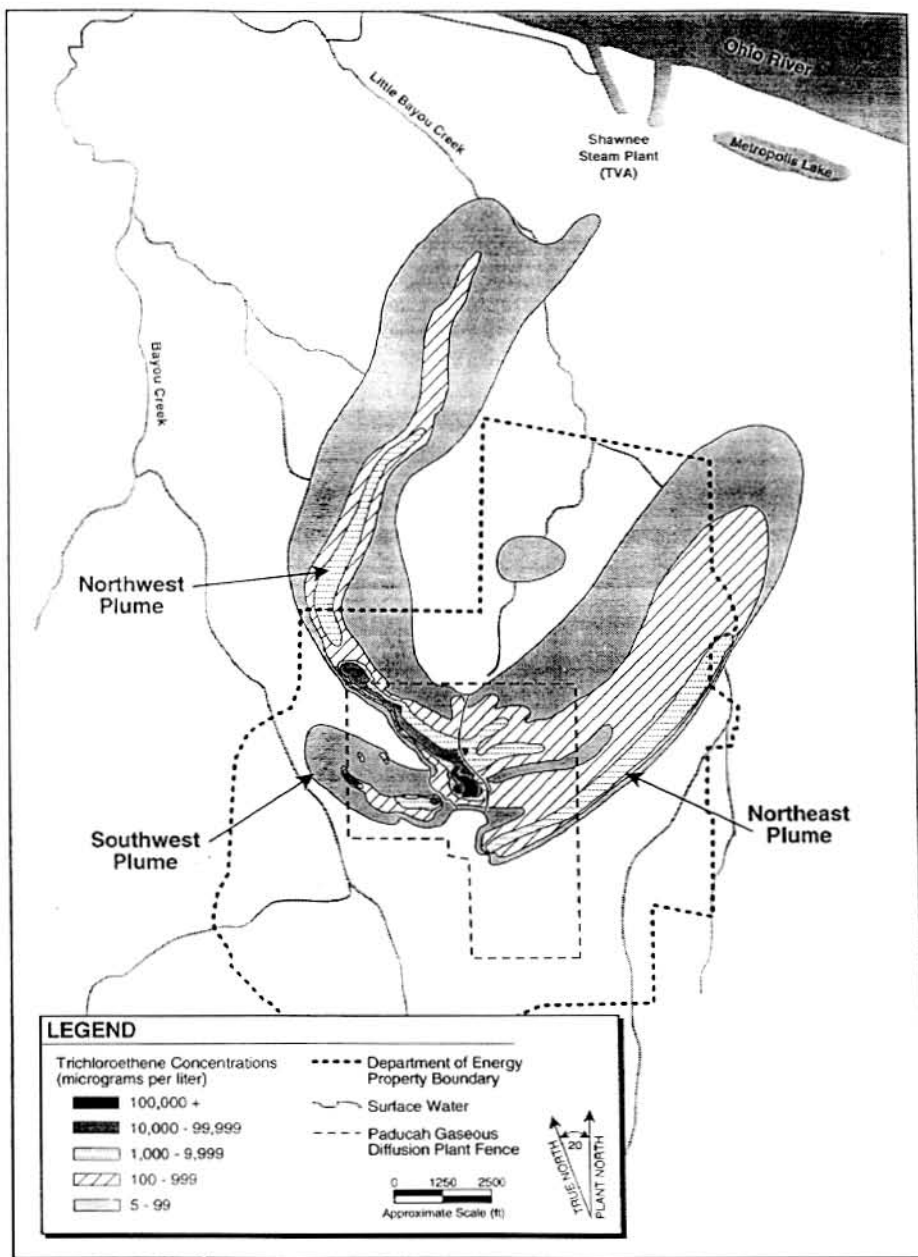 Ohio River
Little Bayou Creek
Shawnee
Steam Plant
(TVA)
Metropolis Lake
Bayou Creek
Northwest
Plume
Southwest
Plume
Northeast
Plume
LEGEND
Trichloroethene Concentrations
(micrograms per liter)
100,000 +
10,000 - 99,999
1,000 - 9,999
100 - 999
5 - 99
Department of Energy
Property Boundary
Surface Water
Paducah Gaseous
Diffusion Plant Fence
0 1250 2500
Approximate Scale (ft)
20
TRUE NORTH
PLANT NORTH